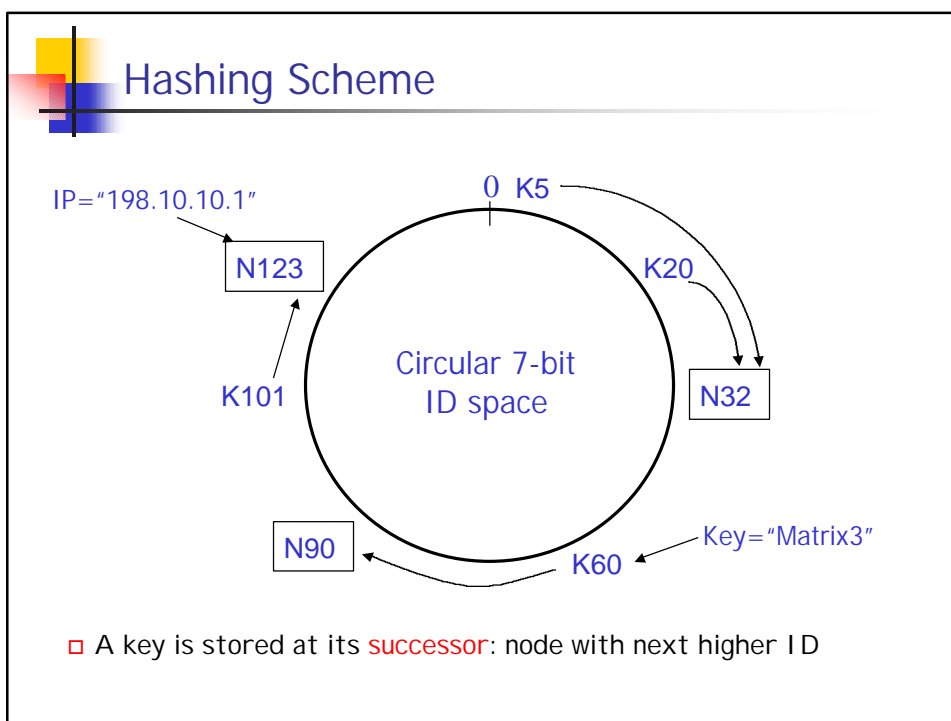 Hashing Scheme
IP="198.10.10.1"
0 K5
N123
K20
Circular 7-bit
ID space
K101
N32
N90
Key="Matrix3"
K60
A key is stored at its successor: node with next higher ID